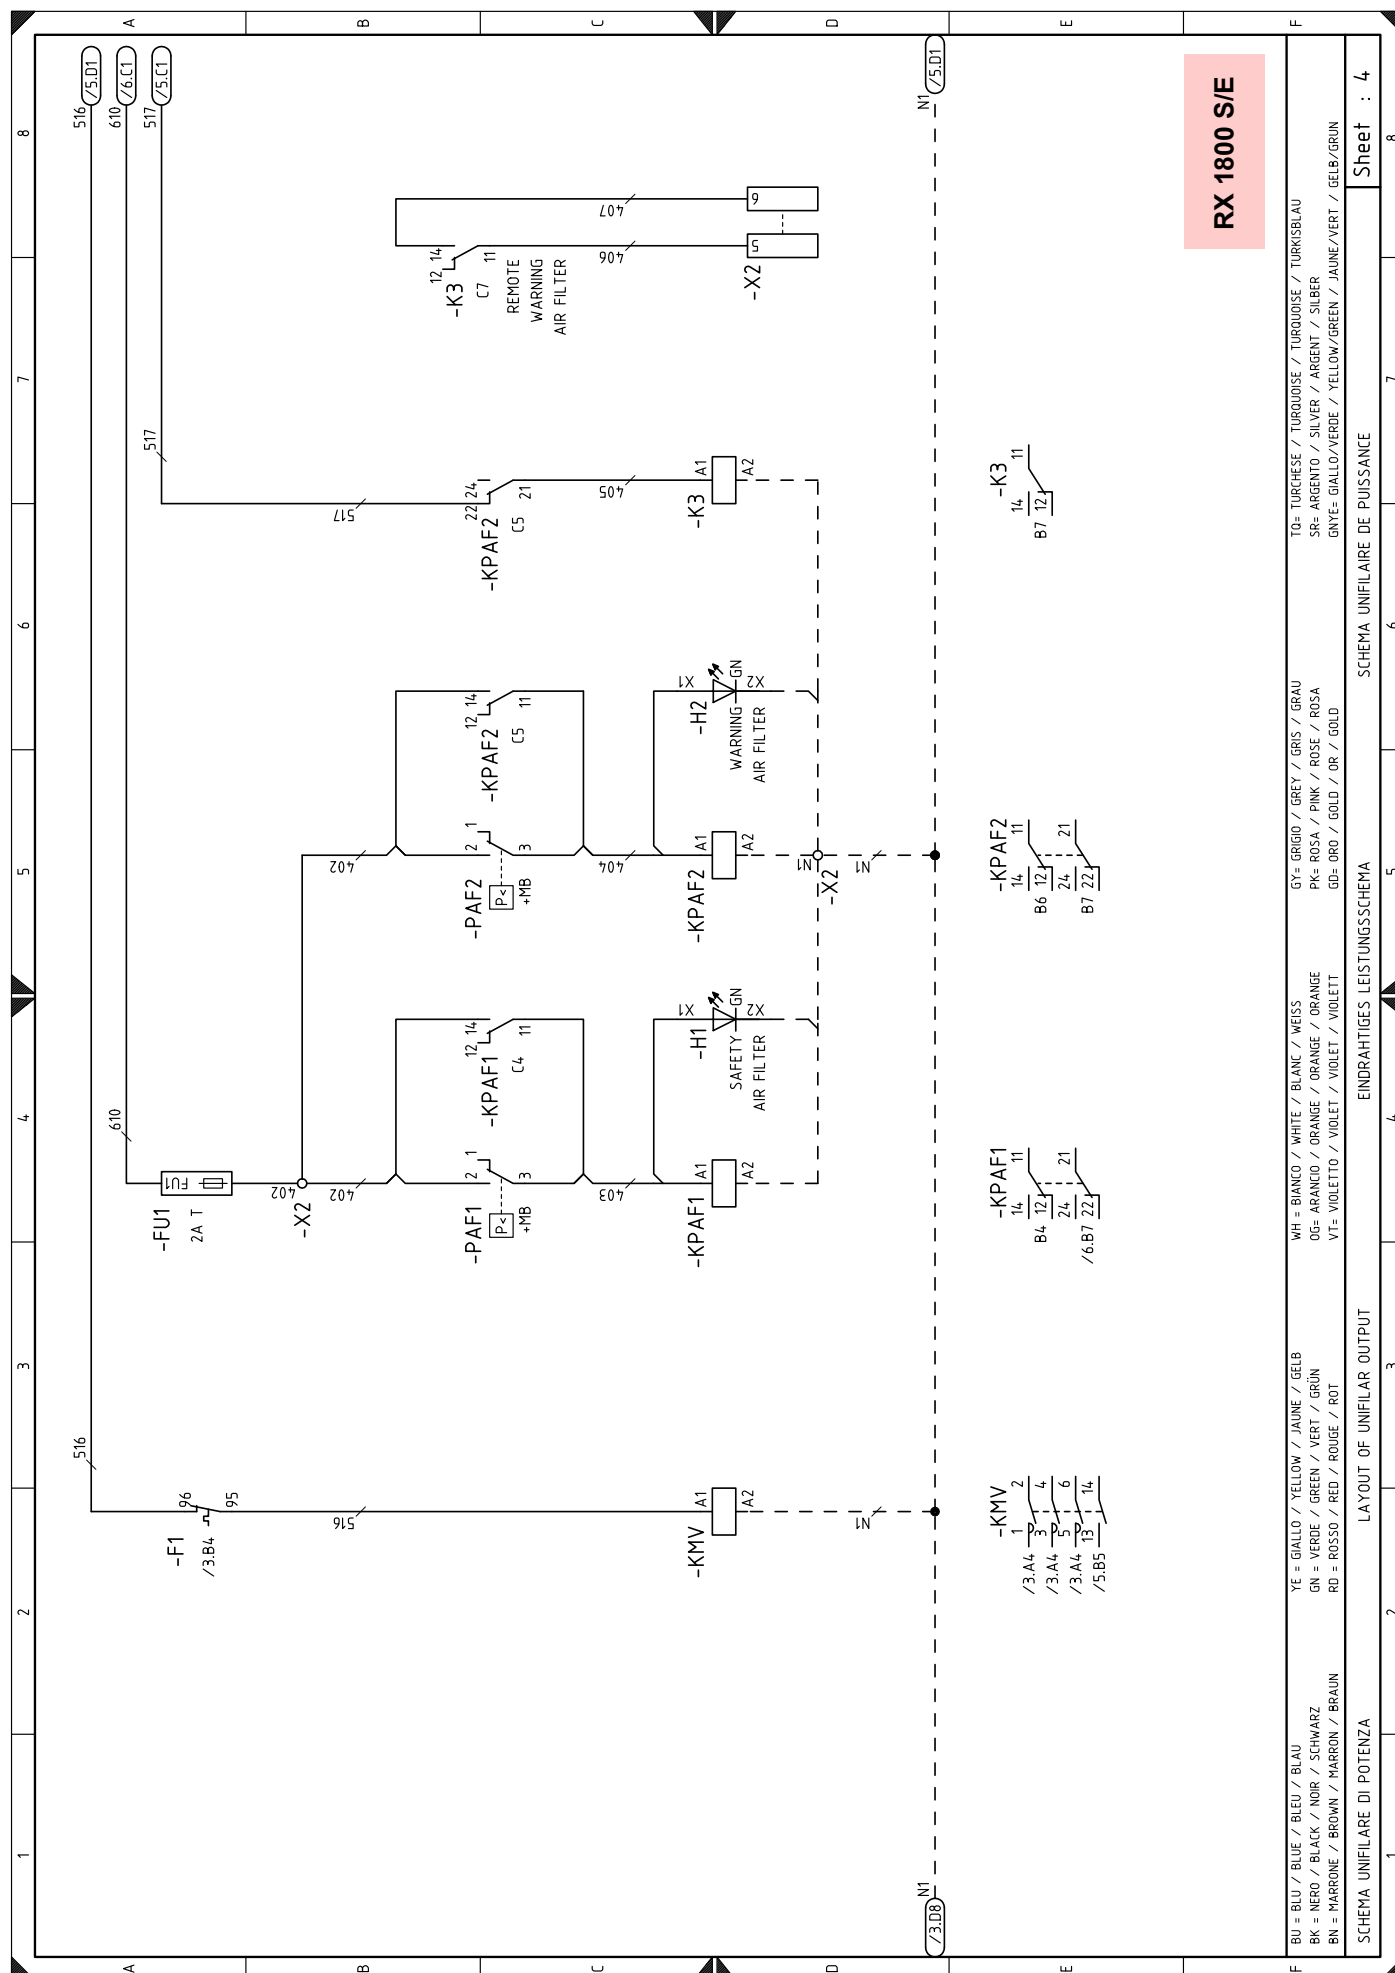 1 2 3 4 5 6 7 8
A
516
/5.D1
610
/6.C1
517
/5.C1
516
610
517
-F1
96
95
/3.B4
-FU1
FU1
2A T
402
-X2
B
516
402
402
517
-PAF1
2 1
P<
3
+MB
-KPAF1
12 14
11
C4
-PAF2
2 1
P<
3
+MB
-KPAF2
12 14
11
C5
-KPAF2
22 24
21
C5
-K3
12 14
11
C7
REMOTE
WARNING
AIR FILTER
C
403
404
405
406
407
-KMV
A1
A2
-KPAF1
A1
A2
-H1
X1
X2
GN
SAFETY
AIR FILTER
-KPAF2
A1
A2
-H2
X1
X2
GN
WARNING
AIR FILTER
-K3
A1
A2
-X2
5
6
D
N1
-X2
N1
N1
/3.D8
N1
N1
/5.D1
E
-KMV
/3.A4 1 2
/3.A4 3 4
/3.A4 5 6
/5.B5 13 14
-KPAF1
14 11
B4 12
24 21
/6.B7 22
-KPAF2
14 11
B6 12
24 21
B7 22
-K3
14 11
B7 12
RX 1800 S/E
F
BU = BLU / BLUE / BLEU / BLAU
BK = NERO / BLACK / NOIR / SCHWARZ
BN = MARRONE / BROWN / MARRON / BRAUN
YE = GIALLO / YELLOW / JAUNE / GELB
GN = VERDE / GREEN / VERT / GRÜN
RD = ROSSO / RED / ROUGE / ROT
WH = BIANCO / WHITE / BLANC / WEISS
OG= ARANCIO / ORANGE / ORANGE / ORANGE
VT= VIOLETTO / VIOLET / VIOLET / VIOLETT
GY= GRIGIO / GREY / GRIS / GRAU
PK= ROSA / PINK / ROSE / ROSA
GD= ORO / GOLD / OR / GOLD
TQ= TURCHESE / TURQUOISE / TURQUOISE / TURKISBLAU
SR= ARGENTO / SILVER / ARGENT / SILBER
GNYE= GIALLO/VERDE / YELLOW/GREEN / JAUNE/VERT / GELB/GRUN
SCHEMA UNIFILARE DI POTENZA
LAYOUT OF UNIFILAR OUTPUT
EINDRAHTIGES LEISTUNGSSCHEMA
SCHEMA UNIFILAIRE DE PUISSANCE
Sheet : 4
1 2 3 4 5 6 7 8
A B C D E F